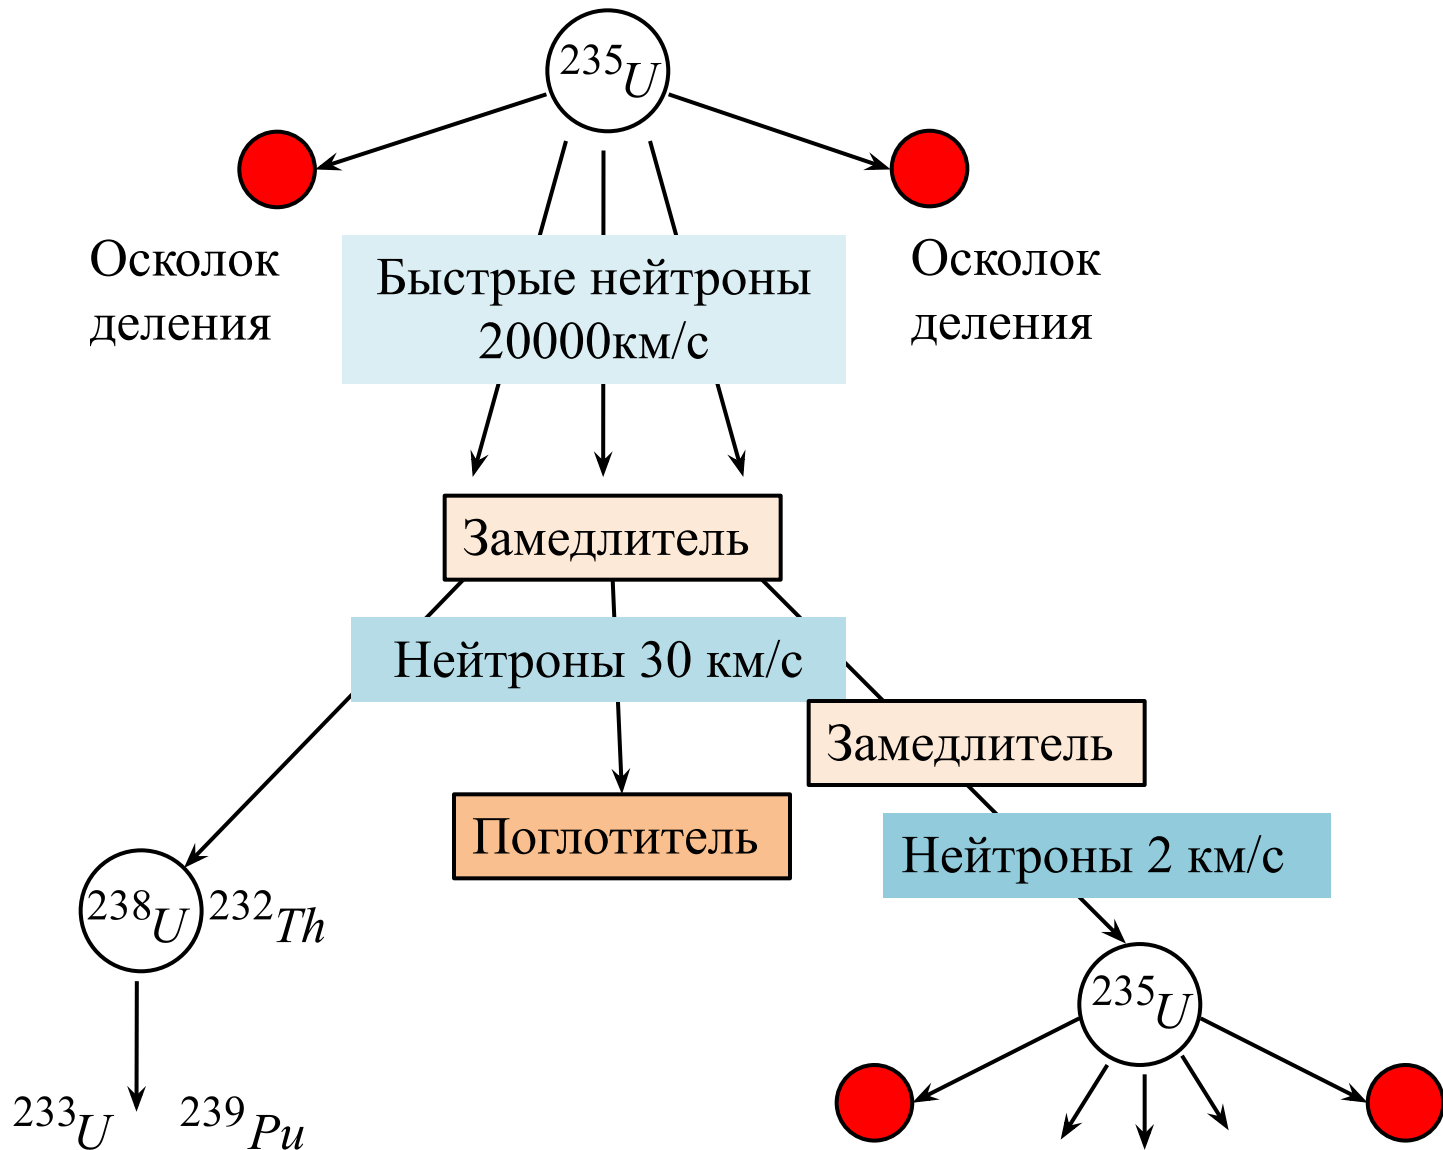 ²³⁵U
Осколок
деления
Быстрые нейтроны
20000км/с
Осколок
деления
Замедлитель
Нейтроны 30 км/с
Замедлитель
Поглотитель
Нейтроны 2 км/с
²³⁸U ²³²Th
²³⁵U
²³³U ²³⁹Pu